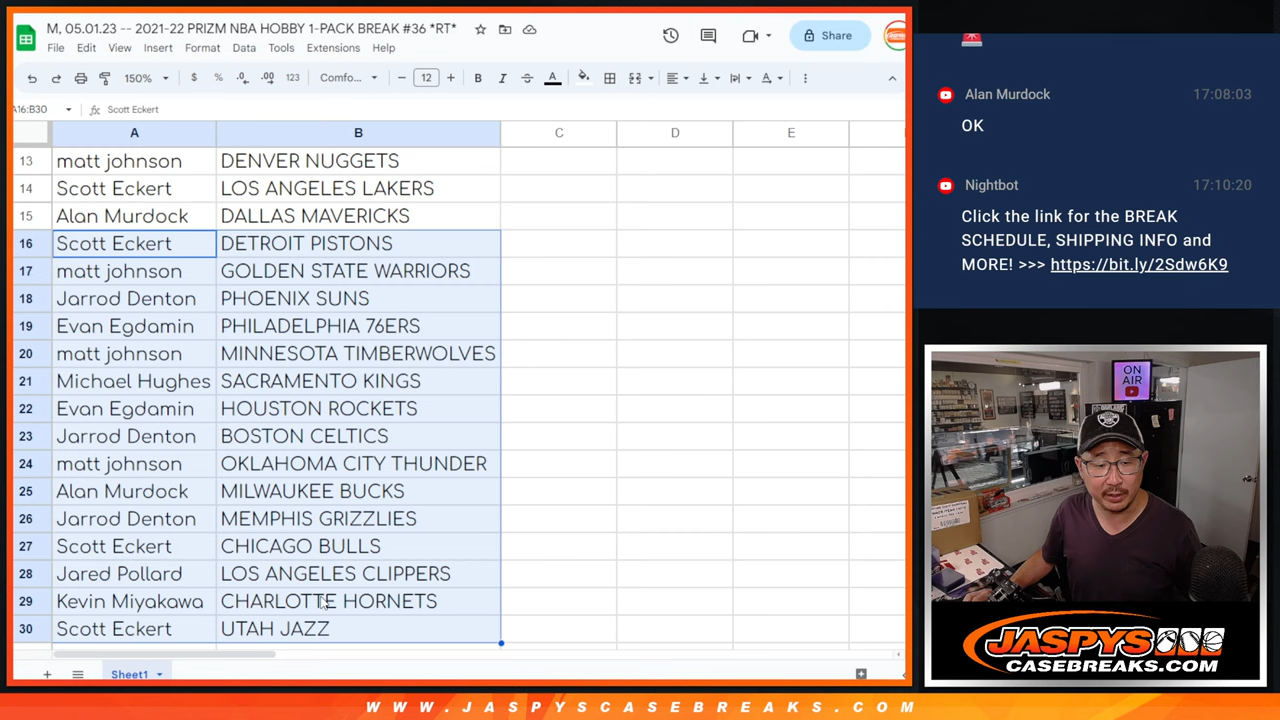 M, 05.01.23 -- 2021-22 PRIZM NBA HOBBY 1-PACK BREAK #36 *RT*
File Edit View Insert Format Data Tools Extensions Help
Share
150% $ % .0 .00 123 Comfo... 12 B I A
A16:B30 fx Scott Eckert
A B C D E
13 matt johnson DENVER NUGGETS
14 Scott Eckert LOS ANGELES LAKERS
15 Alan Murdock DALLAS MAVERICKS
16 Scott Eckert DETROIT PISTONS
17 matt johnson GOLDEN STATE WARRIORS
18 Jarrod Denton PHOENIX SUNS
19 Evan Egdamin PHILADELPHIA 76ERS
20 matt johnson MINNESOTA TIMBERWOLVES
21 Michael Hughes SACRAMENTO KINGS
22 Evan Egdamin HOUSTON ROCKETS
23 Jarrod Denton BOSTON CELTICS
24 matt johnson OKLAHOMA CITY THUNDER
25 Alan Murdock MILWAUKEE BUCKS
26 Jarrod Denton MEMPHIS GRIZZLIES
27 Scott Eckert CHICAGO BULLS
28 Jared Pollard LOS ANGELES CLIPPERS
29 Kevin Miyakawa CHARLOTTE HORNETS
30 Scott Eckert UTAH JAZZ
Sheet1
Alan Murdock 17:08:03
OK
Nightbot 17:10:20
Click the link for the BREAK
SCHEDULE, SHIPPING INFO and
MORE! >>> https://bit.ly/2Sdw6K9
ON
AIR
JASPYS
CASEBREAKS.COM
WWW.JASPYSCASEBREAKS.COM